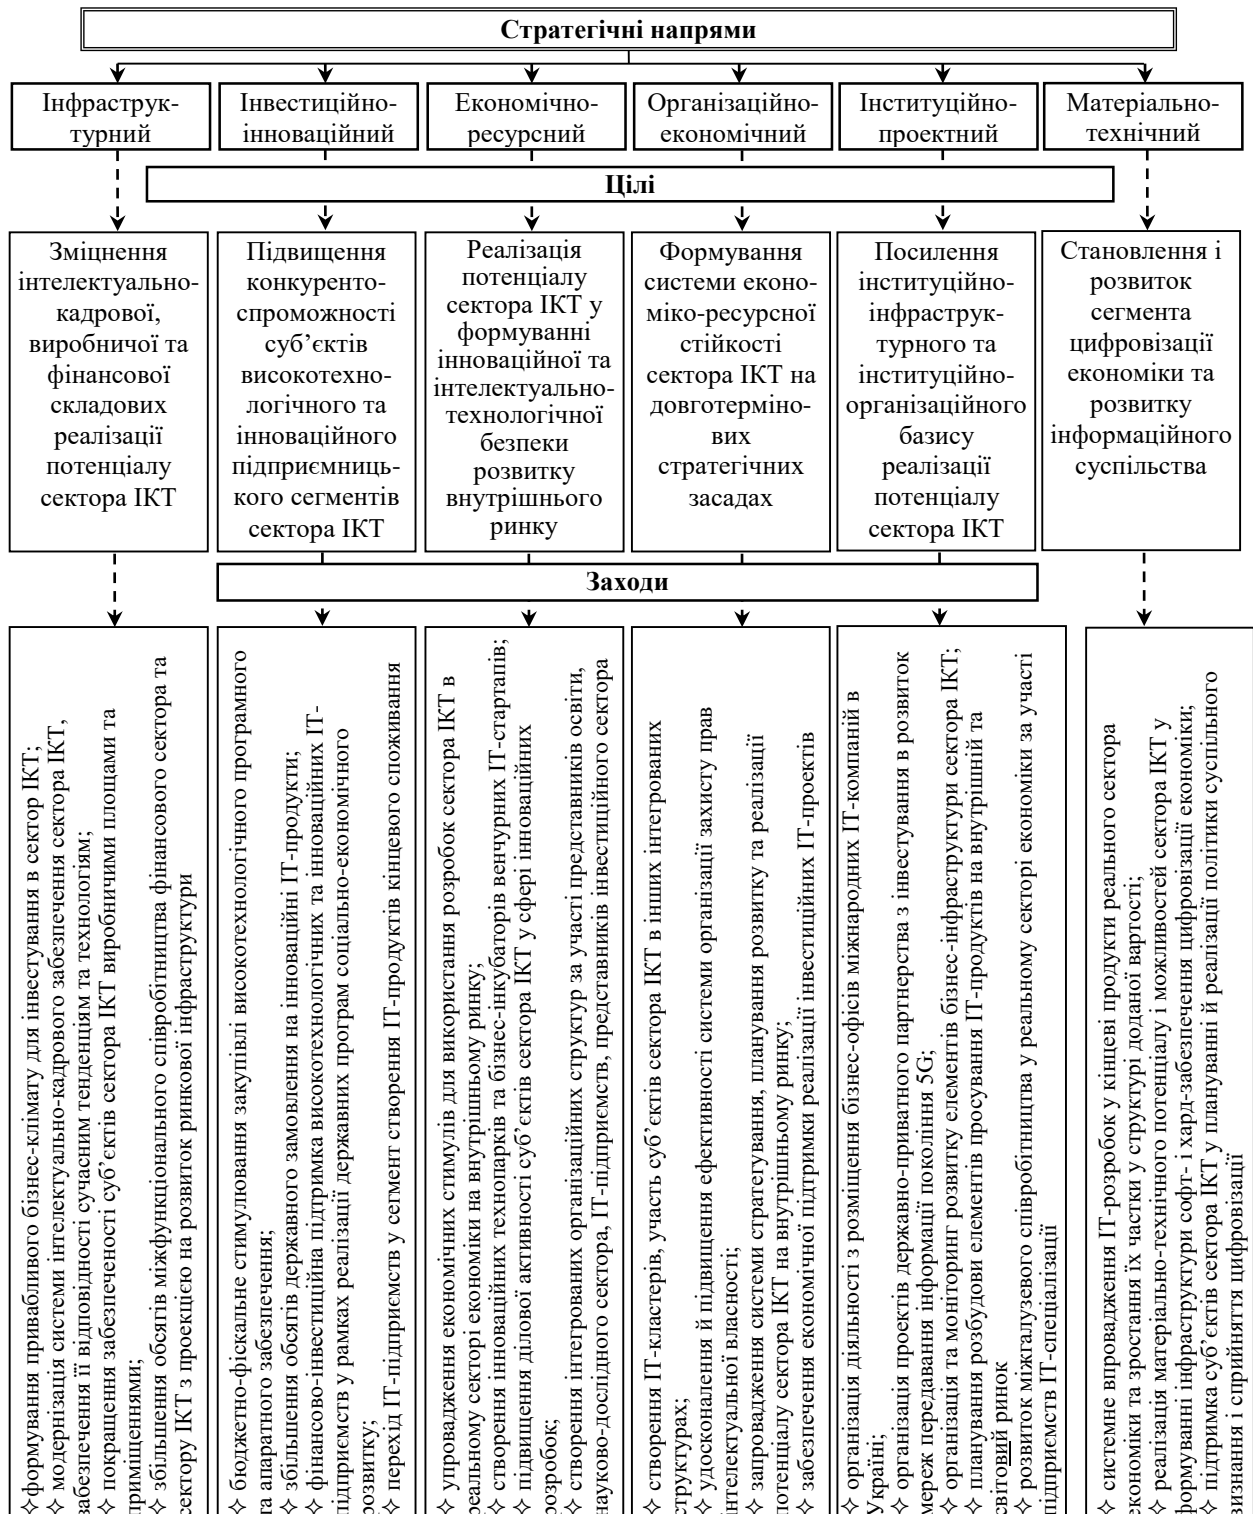 Стратегічні напрями
Інфраструк-
турний
Інвестиційно-
інноваційний
Економічно-
ресурсний
Організаційно-
економічний
Інституційно-
проектний
Матеріально-
технічний
Цілі
Зміцнення
інтелектуально-
кадрової,
виробничої та
фінансової
складових
реалізації
потенціалу
сектора ІКТ
Підвищення
конкуренто-
спроможності
суб’єктів
високотехно-
логічного та
інноваційного
підприємниць-
кого сегментів
сектора ІКТ
Реалізація
потенціалу
сектора ІКТ у
формуванні
інноваційної та
інтелектуально-
технологічної
безпеки
розвитку
внутрішнього
ринку
Формування
системи еконо-
міко-ресурсної
стійкості
сектора ІКТ на
довготерміно-
вих
стратегічних
засадах
Посилення
інституційно-
інфраструк-
турного та
інституційно-
організаційного
базису
реалізації
потенціалу
сектора ІКТ
Становлення і
розвиток
сегмента
цифровізації
економіки та
розвитку
інформаційного
суспільства
Заходи
✧формування привабливого бізнес-клімату для інвестування в сектор ІКТ;
✧ модернізація системи інтелектуально-кадрового забезпечення сектора ІКТ,
забезпечення її відповідності сучасним тенденціям та технологіям;
✧ покращення забезпеченості суб’єктів сектора ІКТ виробничими площами та
приміщеннями;
✧ збільшення обсягів міжфункціонального співробітництва фінансового сектора та
сектору ІКТ з проекцією на розвиток ринкової інфраструктури
✧ бюджетно-фіскальне стимулювання закупівлі високотехнологічного програмного
та апаратного забезпечення;
✧ збільшення обсягів державного замовлення на інноваційні ІТ-продукти;
✧ фінансово-інвестиційна підтримка високотехнологічних та інноваційних ІТ-
підприємств у рамках реалізації державних програм соціально-економічного
розвитку;
✧ перехід ІТ-підприємств у сегмент створення ІТ-продуктів кінцевого споживання
✧ упровадження економічних стимулів для використання розробок сектора ІКТ в
реальному секторі економіки на внутрішньому ринку;
✧ створення інноваційних технопарків та бізнес-інкубаторів венчурних ІТ-стартапів;
✧ підвищення ділової активності суб’єктів сектора ІКТ у сфері інноваційних
розробок;
✧ створення інтегрованих організаційних структур за участі представників освіти,
науково-дослідного сектора, ІТ-підприємств, представників інвестиційного сектора
✧ створення ІТ-кластерів, участь суб’єктів сектора ІКТ в інших інтегрованих
структурах;
✧ удосконалення й підвищення ефективності системи організації захисту прав
інтелектуальної власності;
✧ запровадження системи стратегування, планування розвитку та реалізації
потенціалу сектора ІКТ на внутрішньому ринку;
✧ забезпечення економічної підтримки реалізації інвестиційних ІТ-проектів
✧ організація діяльності з розміщення бізнес-офісів міжнародних ІТ-компаній в
Україні;
✧ організація проектів державно-приватного партнерства з інвестування в розвиток
мереж передавання інформації покоління 5G;
✧ організація та моніторинг розвитку елементів бізнес-інфраструктури сектора ІКТ;
✧ планування розбудови елементів просування ІТ-продуктів на внутрішній та
світовий ринок
✧ розвиток міжгалузевого співробітництва у реальному секторі економіки за участі
підприємств ІТ-спеціалізації
✧ системне впровадження ІТ-розробок у кінцеві продукти реального сектора
економіки та зростання їх частки у структурі доданої вартості;
✧ реалізація матеріально-технічного потенціалу і можливостей сектора ІКТ у
формуванні інфраструктури софт- і хард-забезпечення цифровізації економіки;
✧ підтримка суб’єктів сектора ІКТ у плануванні й реалізації політики суспільного
визнання і сприйняття цифровізації